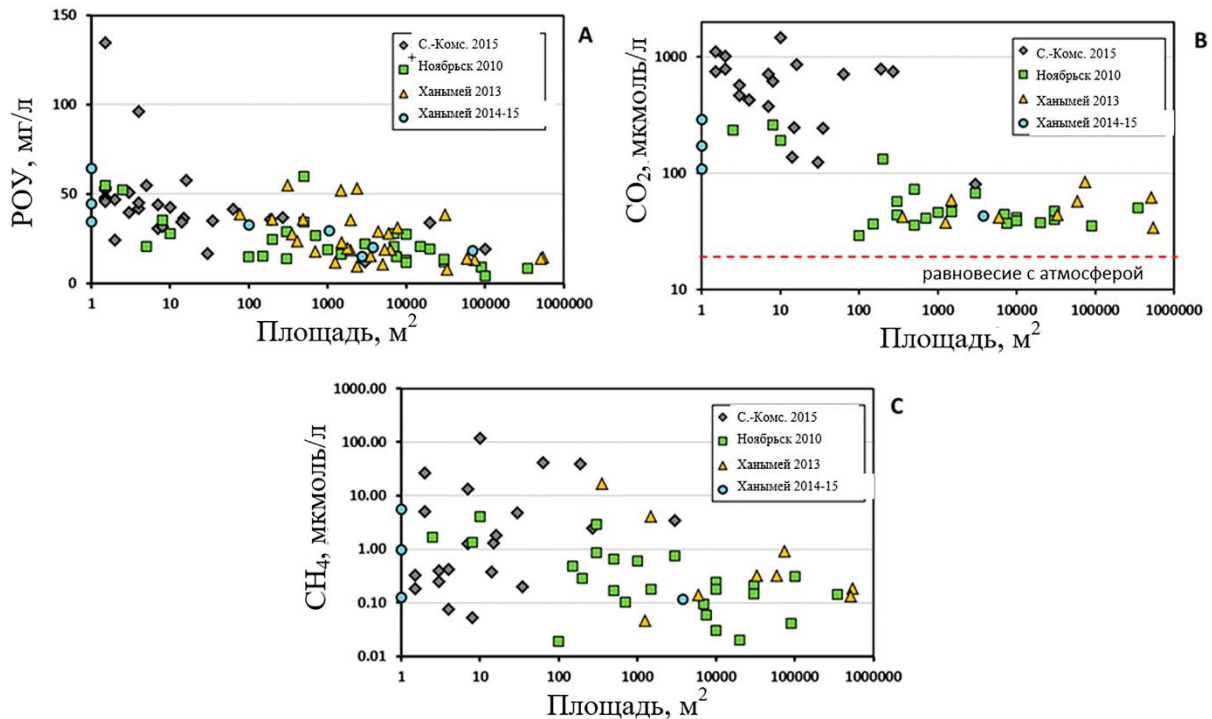 A
150
100
50
0
РОУ, мг/л
С.-Комс. 2015
+
Ноябрьск 2010
Ханымей 2013
Ханымей 2014-15
1 10 100 1000 10000 100000 1000000
Площадь, м²
B
1000
100
10
CO₂, мкмоль/л
С.-Комс. 2015
Ноябрьск 2010
Ханымей 2013
Ханымей 2014-15
равновесие с атмосферой
1 10 100 1000 10000 100000 1000000
Площадь, м²
C
1000.00
100.00
10.00
1.00
0.10
0.01
CH₄, мкмоль/л
С.-Комс. 2015
Ноябрьск 2010
Ханымей 2013
Ханымей 2014-15
1 10 100 1000 10000 100000 1000000
Площадь, м²